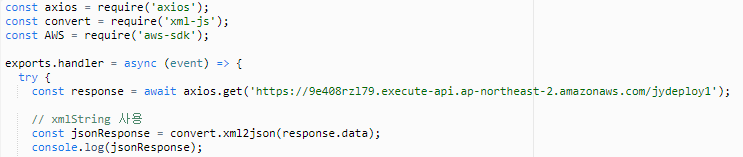 const axios = require('axios');
const convert = require('xml-js');
const AWS = require('aws-sdk');
exports.handler = async (event) => {
try {
const response = await axios.get('https://9e408rzl79.execute-api.ap-northeast-2.amazonaws.com/jydeploy1');
// xmlString 사용
const jsonResponse = convert.xml2json(response.data);
console.log(jsonResponse);